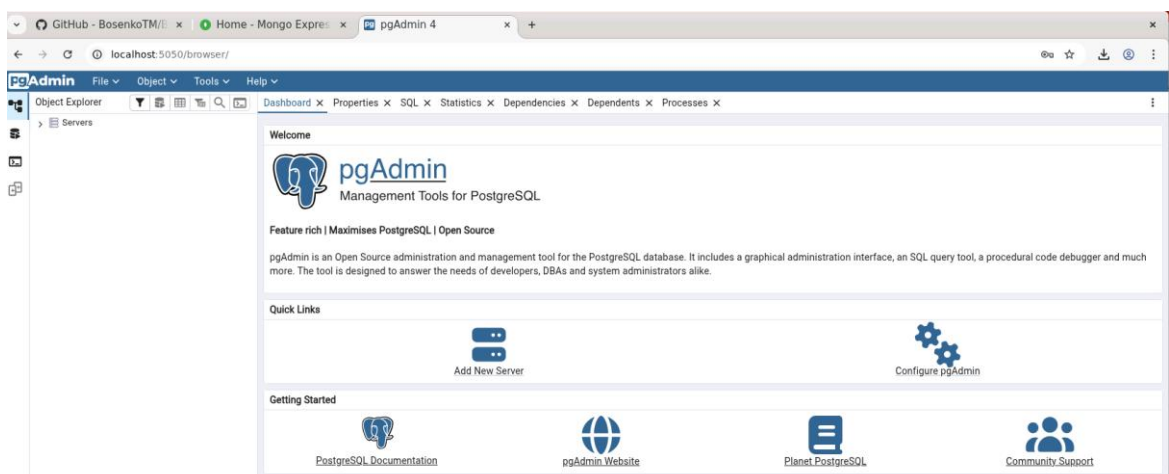 GitHub - BosenkoTM/B
Home - Mongo Expres
pgAdmin 4
localhost:5050/browser/
pgAdmin File Object Tools Help
Object Explorer
Dashboard Properties SQL Statistics Dependencies Dependents Processes
Servers
Welcome
pgAdmin
Management Tools for PostgreSQL
Feature rich | Maximises PostgreSQL | Open Source
pgAdmin is an Open Source administration and management tool for the PostgreSQL database. It includes a graphical administration interface, an SQL query tool, a procedural code debugger and much
more. The tool is designed to answer the needs of developers, DBAs and system administrators alike.
Quick Links
Add New Server
Configure pgAdmin
Getting Started
PostgreSQL Documentation
pgAdmin Website
Planet PostgreSQL
Community Support